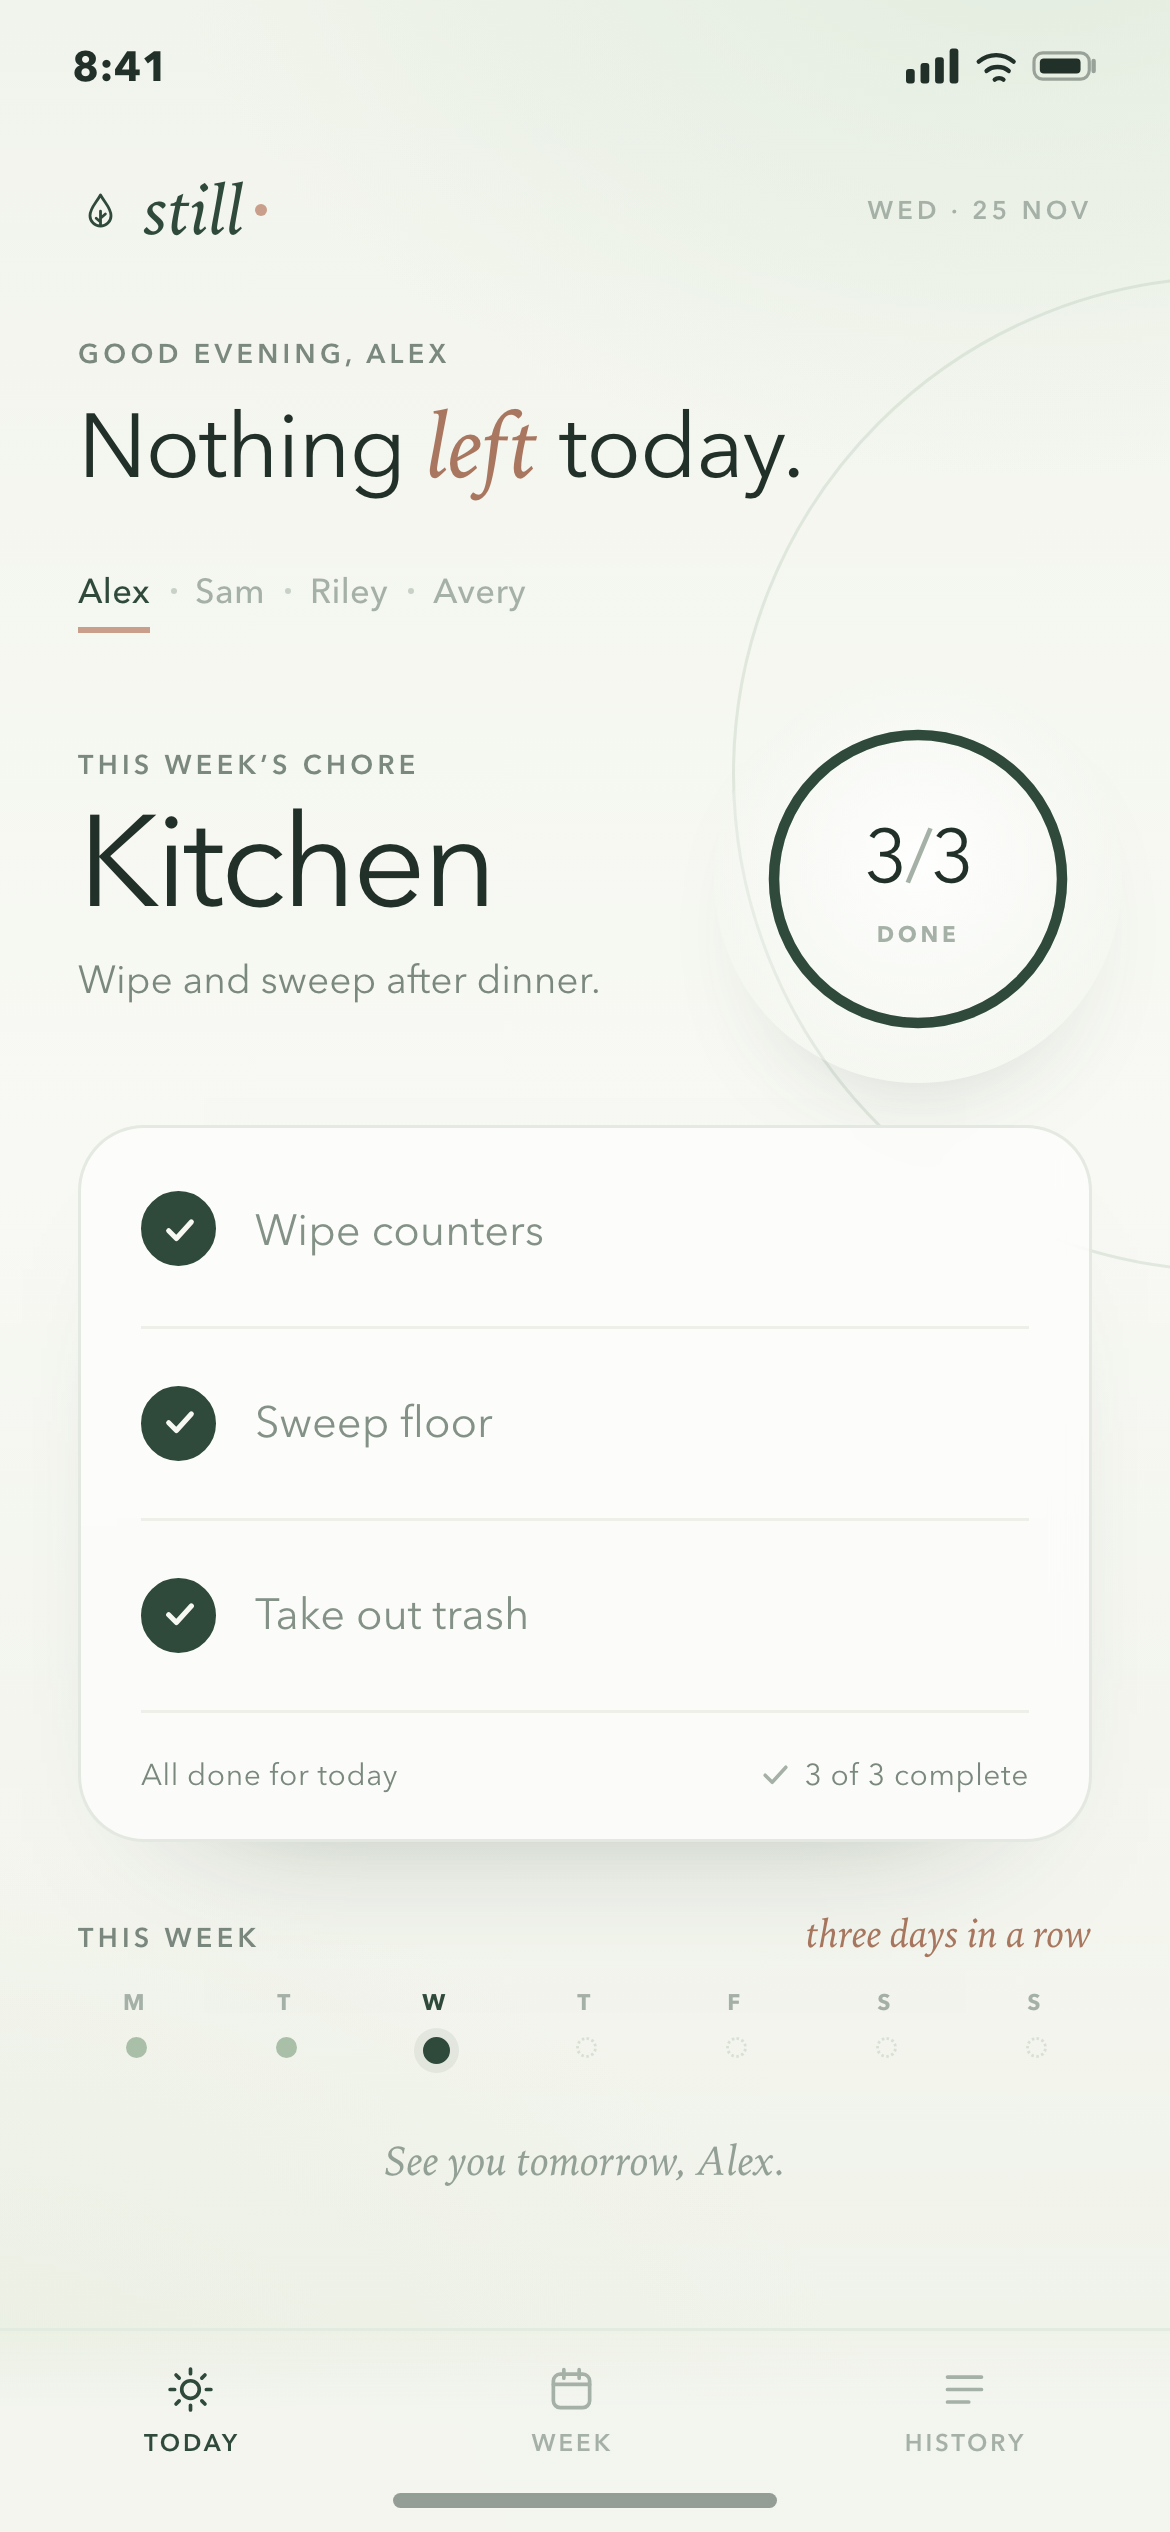 8:41
still
WED · 25 NOV
GOOD EVENING, ALEX
Nothing left today.
Alex · Sam · Riley · Avery
THIS WEEK’S CHORE
Kitchen
Wipe and sweep after dinner.
3/3
DONE
Wipe counters
Sweep floor
Take out trash
All done for today
3 of 3 complete
THIS WEEK
three days in a row
M T W T F S S
See you tomorrow, Alex.
TODAY WEEK HISTORY